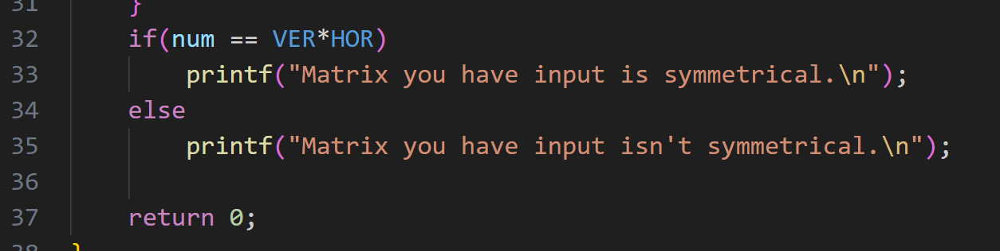 31 }
32 if(num == VER*HOR)
33 printf("Matrix you have input is symmetrical.\n");
34 else
35 printf("Matrix you have input isn't symmetrical.\n");
36
37 return 0;
38 }